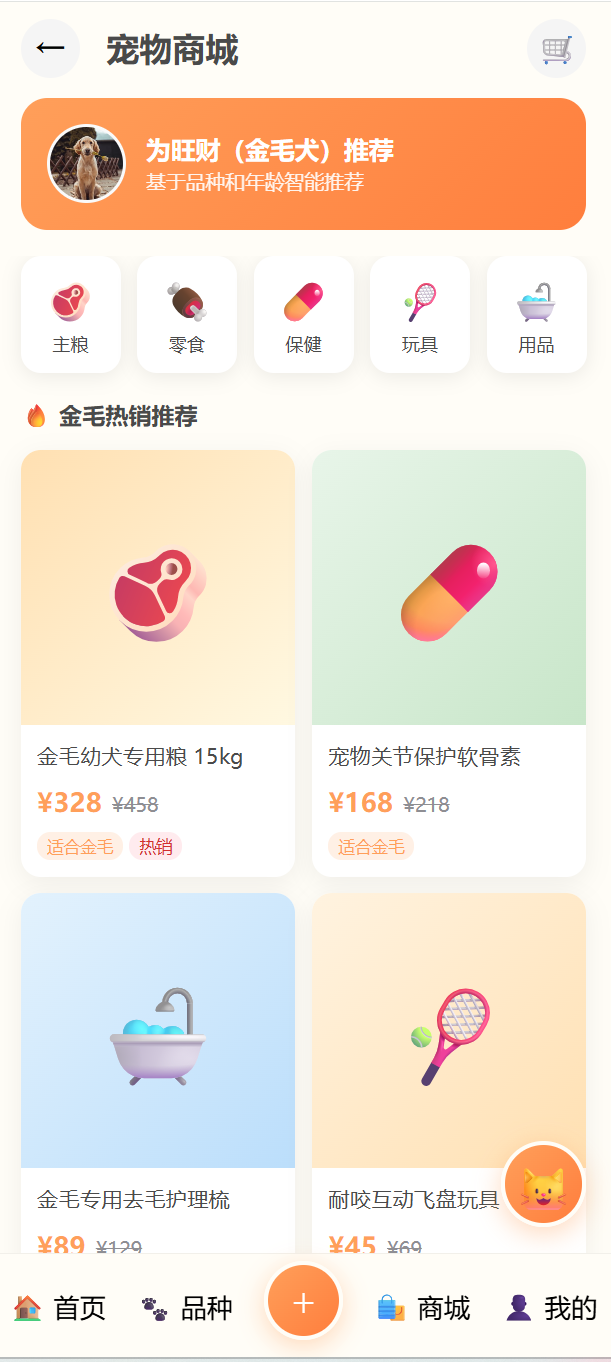 宠物商城
为旺财（金毛犬）推荐
基于品种和年龄智能推荐
主粮
零食
保健
玩具
用品
金毛热销推荐
金毛幼犬专用粮 15kg
¥328 ¥458
适合金毛 热销
宠物关节保护软骨素
¥168 ¥218
适合金毛
金毛专用去毛护理梳
¥89 ¥129
耐咬互动飞盘玩具
¥45 ¥69
首页
品种
+
商城
我的